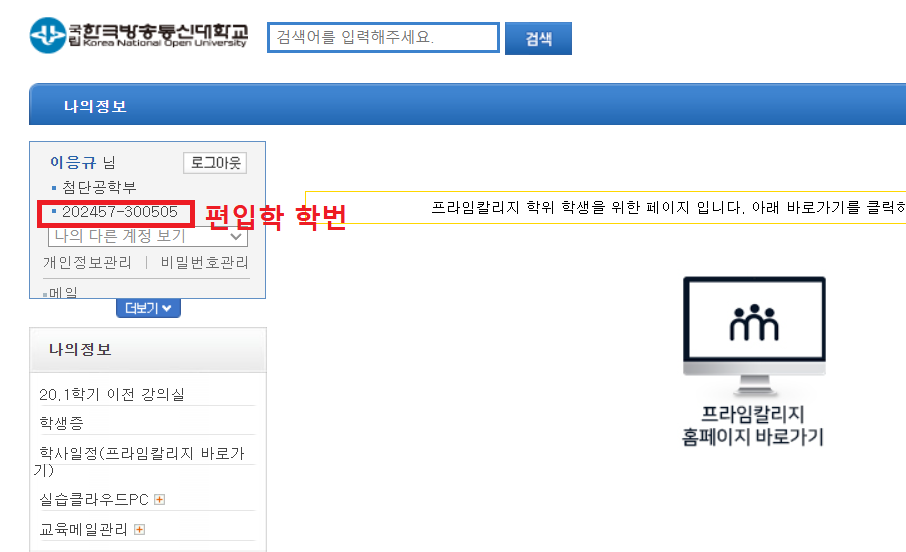 국립 한국방송통신대학교
Korea National Open University
검색어를 입력해주세요.
검색
나의정보
이응규 님
로그아웃
첨단공학부
202457-300505
편입학 학번
나의 다른 계정 보기
개인정보관리 | 비밀번호관리
메일
더보기
프라임칼리지 학위 학생을 위한 페이지 입니다. 아래 바로가기를 클릭하
프라임칼리지
홈페이지 바로가기
나의정보
20.1학기 이전 강의실
학생증
학사일정(프라임칼리지 바로가
기)
실습클라우드PC
교육메일관리